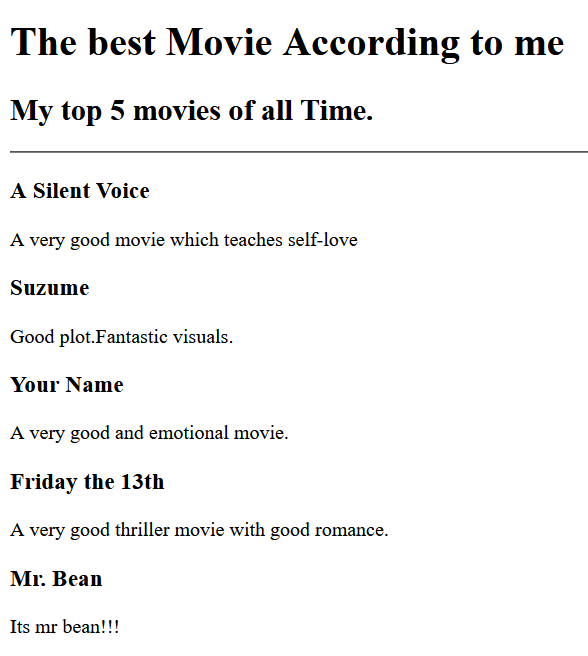 The best Movie According to me
My top 5 movies of all Time.
A Silent Voice
A very good movie which teaches self-love
Suzume
Good plot.Fantastic visuals.
Your Name
A very good and emotional movie.
Friday the 13th
A very good thriller movie with good romance.
Mr. Bean
Its mr bean!!!